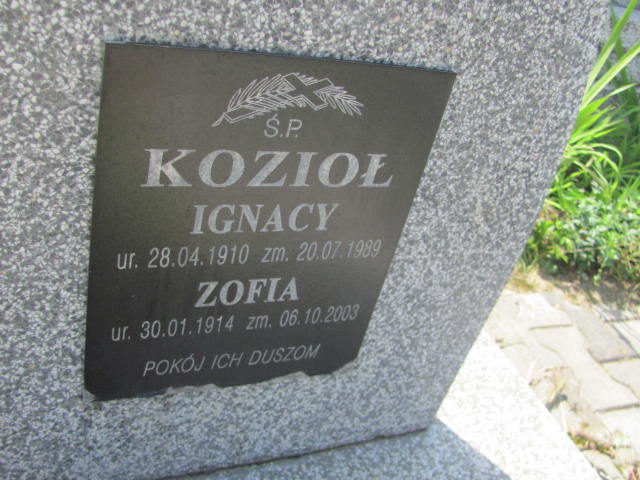 Ś.P.
KOZIOŁ
IGNACY
ur. 28.04.1910 zm. 20.07.1989
ZOFIA
ur. 30.01.1914 zm. 06.10.2003
POKÓJ ICH DUSZOM